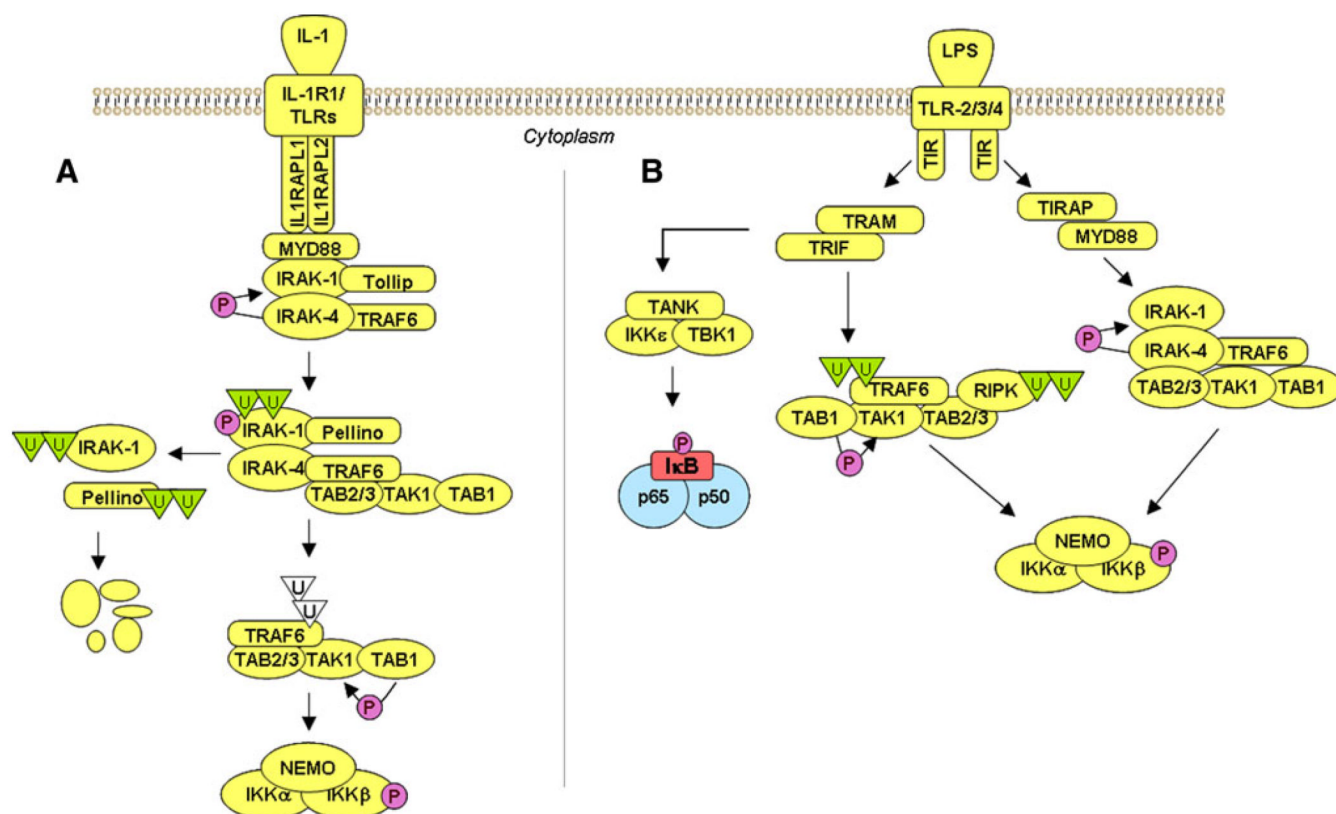 IL-1
IL-1R1/
TLRs
IL1RAPL1
IL1RAPL2
A
MYD88
IRAK-1
Tollip
P
IRAK-4
TRAF6
U U
P
IRAK-1
Pellino
IRAK-4
TRAF6
TAB2/3
TAK1
TAB1
U U
IRAK-1
Pellino
U U
U
U
TRAF6
TAB2/3
TAK1
TAB1
P
NEMO
IKKα
IKKβ
P
Cytoplasm
LPS
TLR-2/3/4
TIR
TIR
B
TRAM
TRIF
TIRAP
MYD88
TANK
IKKε
TBK1
P
IκB
p65
p50
U U
TRAF6
RIPK
U U
TAB1
TAK1
TAB2/3
P
IRAK-1
P
IRAK-4
TRAF6
TAB2/3
TAK1
TAB1
NEMO
IKKα
IKKβ
P